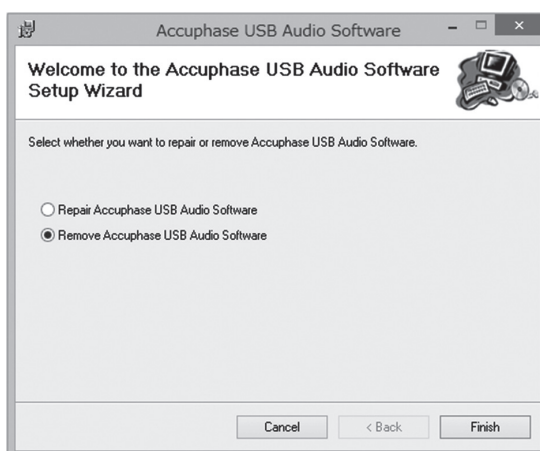 Accuphase USB Audio Software
Welcome to the Accuphase USB Audio Software
Setup Wizard
Select whether you want to repair or remove Accuphase USB Audio Software.
Repair Accuphase USB Audio Software
Remove Accuphase USB Audio Software
Cancel
< Back
Finish